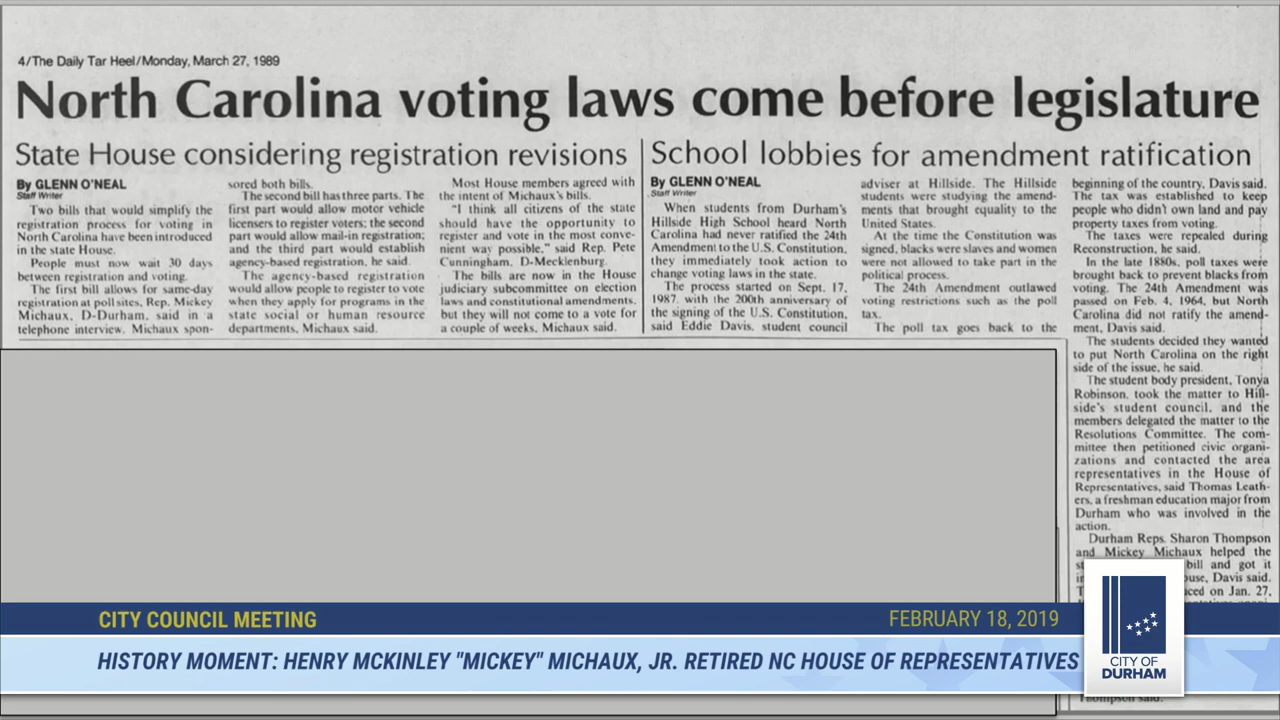 4/The Daily Tar Heel/Monday, March 27, 1989
North Carolina voting laws come before legislature
State House considering registration revisions
By GLENN O'NEAL
Staff Writer
Two bills that would simplify the
registration process for voting in
North Carolina have been introduced
in the state House.
People must now wait 30 days
between registration and voting.
The first bill allows for same-day
registration at poll sites, Rep. Mickey
Michaux, D-Durham, said in a
telephone interview. Michaux spon-
sored both bills.
The second bill has three parts. The
first part would allow motor vehicle
licensers to register voters; the second
part would allow mail-in registration;
and the third part would establish
agency-based registration, he said.
The agency-based registration
would allow people to register to vote
when they apply for programs in the
state social or human resource
departments, Michaux said.
Most House members agreed with
the intent of Michaux's bills.
"I think all citizens of the state
should have the opportunity to
register and vote in the most conve-
nient way possible," said Rep. Pete
Cunningham, D-Mecklenburg.
The bills are now in the House
judiciary subcommittee on election
laws and constitutional amendments,
but they will not come to a vote for
a couple of weeks, Michaux said.
School lobbies for amendment ratification
By GLENN O'NEAL
Staff Writer
When students from Durham's
Hillside High School heard North
Carolina had never ratified the 24th
Amendment to the U.S. Constitution,
they immediately took action to
change voting laws in the state.
The process started on Sept. 17,
1987, with the 200th anniversary of
the signing of the U.S. Constitution,
said Eddie Davis, student council
adviser at Hillside. The Hillside
students were studying the amend-
ments that brought equality to the
United States.
At the time the Constitution was
signed, blacks were slaves and women
were not allowed to take part in the
political process.
The 24th Amendment outlawed
voting restrictions such as the poll
tax.
The poll tax goes back to the
beginning of the country, Davis said.
The tax was established to keep
people who didn't own land and pay
property taxes from voting.
The taxes were repealed during
Reconstruction, he said.
In the late 1880s, poll taxes were
brought back to prevent blacks from
voting. The 24th Amendment was
passed on Feb. 4, 1964, but North
Carolina did not ratify the amend-
ment, Davis said.
The students decided they wanted
to put North Carolina on the right
side of the issue, he said.
The student body president, Tonya
Robinson, took the matter to Hill-
side's student council, and the
members delegated the matter to the
Resolutions Committee. The com-
mittee then petitioned civic organi-
zations and contacted the area
representatives in the House of
Representatives, said Thomas Leath-
ers, a freshman education major from
Durham who was involved in the
action.
Durham Reps. Sharon Thompson
and Mickey Michaux helped the
bill and got it
Davis said.
on Jan. 27,
Thompson said.
CITY COUNCIL MEETING
FEBRUARY 18, 2019
HISTORY MOMENT: HENRY MCKINLEY "MICKEY" MICHAUX, JR. RETIRED NC HOUSE OF REPRESENTATIVES
CITY OF
DURHAM